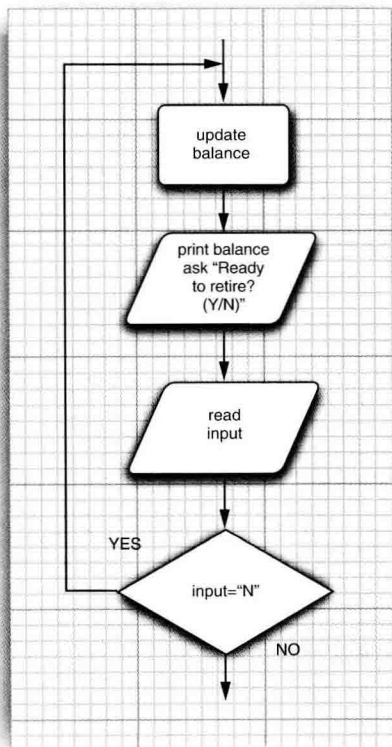 update
balance
print balance
ask “Ready
to retire?
(Y/N)”
read
input
YES
input=“N”
NO